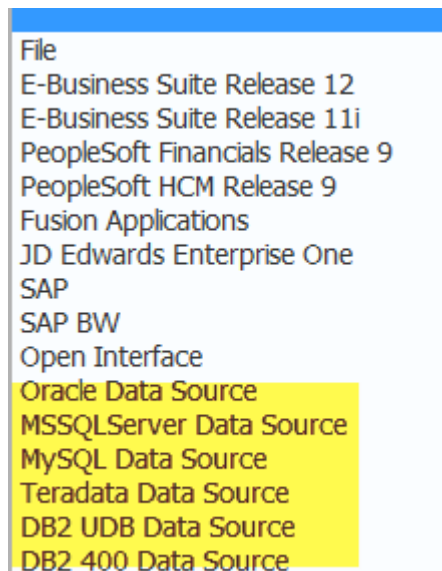 File
E-Business Suite Release 12
E-Business Suite Release 11i
PeopleSoft Financials Release 9
PeopleSoft HCM Release 9
Fusion Applications
JD Edwards Enterprise One
SAP
SAP BW
Open Interface
Oracle Data Source
MSSQLServer Data Source
MySQL Data Source
Teradata Data Source
DB2 UDB Data Source
DB2 400 Data Source